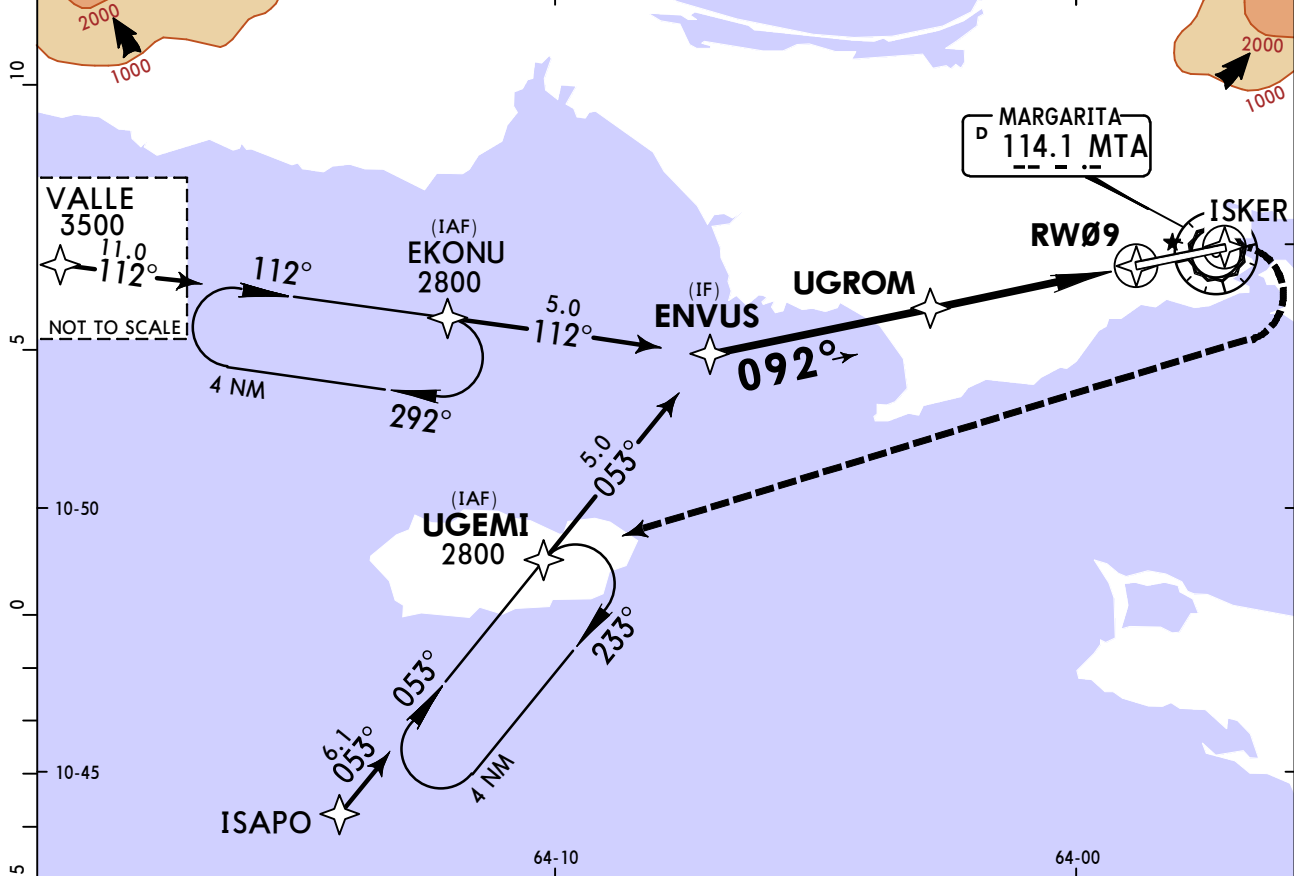 2000
1000
2000
1000
10
MARGARITA
D
114.1 MTA
VALLE
3500
11.0
112°
NOT TO SCALE
(IAF)
EKONU
2800
112°
4 NM
292°
5.0
112°
(IF)
ENVUS
092°
UGROM
RWØ9
ISKER
5
10-50
(IAF)
UGEMI
2800
5.0
053°
233°
053°
4 NM
0
6.1
053°
ISAPO
10-45
5
64-10
64-00